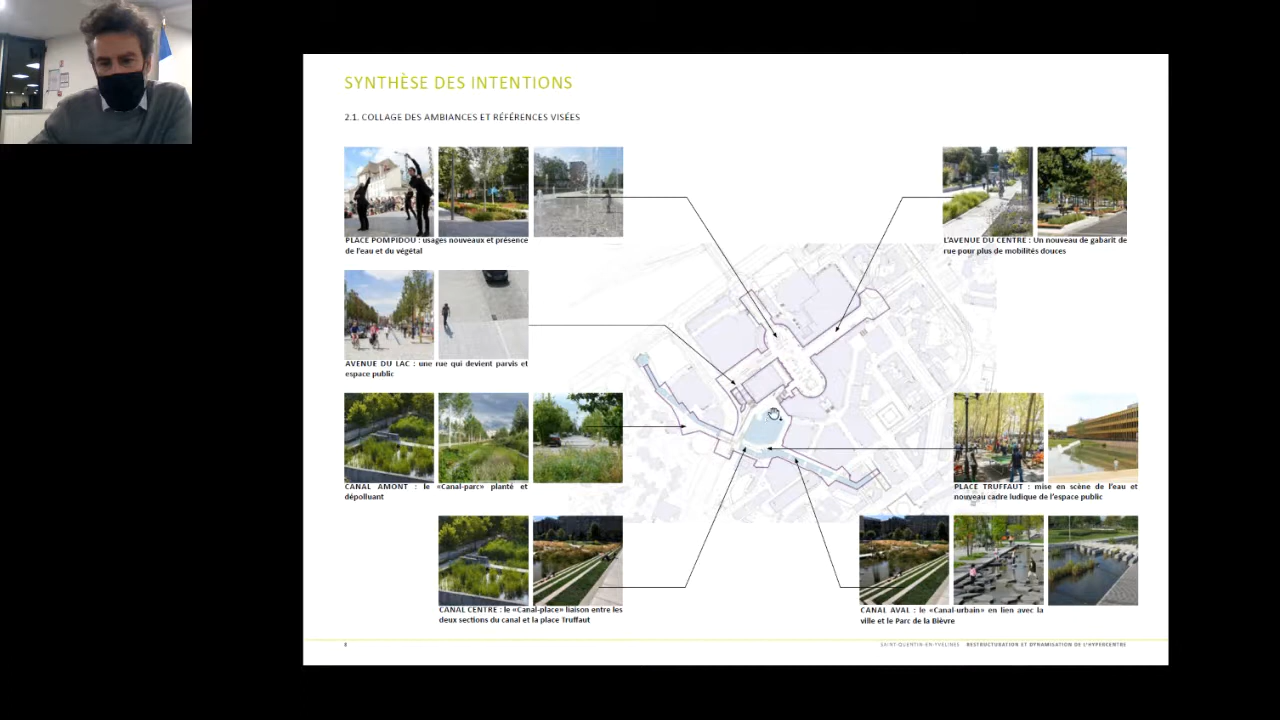 SYNTHÈSE DES INTENTIONS
2.1. COLLAGE DES AMBIANCES ET RÉFÉRENCES VISÉES
PLACE POMPIDOU : usages nouveaux et présence
de l'eau et du végétal
L'AVENUE DU CENTRE : Un nouveau de gabarit de
rue pour plus de mobilités douces
AVENUE DU LAC : une rue qui devient parvis et
espace public
CANAL AMONT : le «Canal-parc» planté et
dépolluant
PLACE TRUFFAUT : mise en scène de l'eau et
nouveau cadre ludique de l'espace public
CANAL CENTRE : le «Canal-place» liaison entre les
deux sections du canal et la place Truffaut
CANAL AVAL : le «Canal-urbain» en lien avec la
ville et le Parc de la Bièvre
8
SAINT-QUENTIN-EN-YVELINES RESTRUCTURATION ET DYNAMISATION DE L'HYPERCENTRE